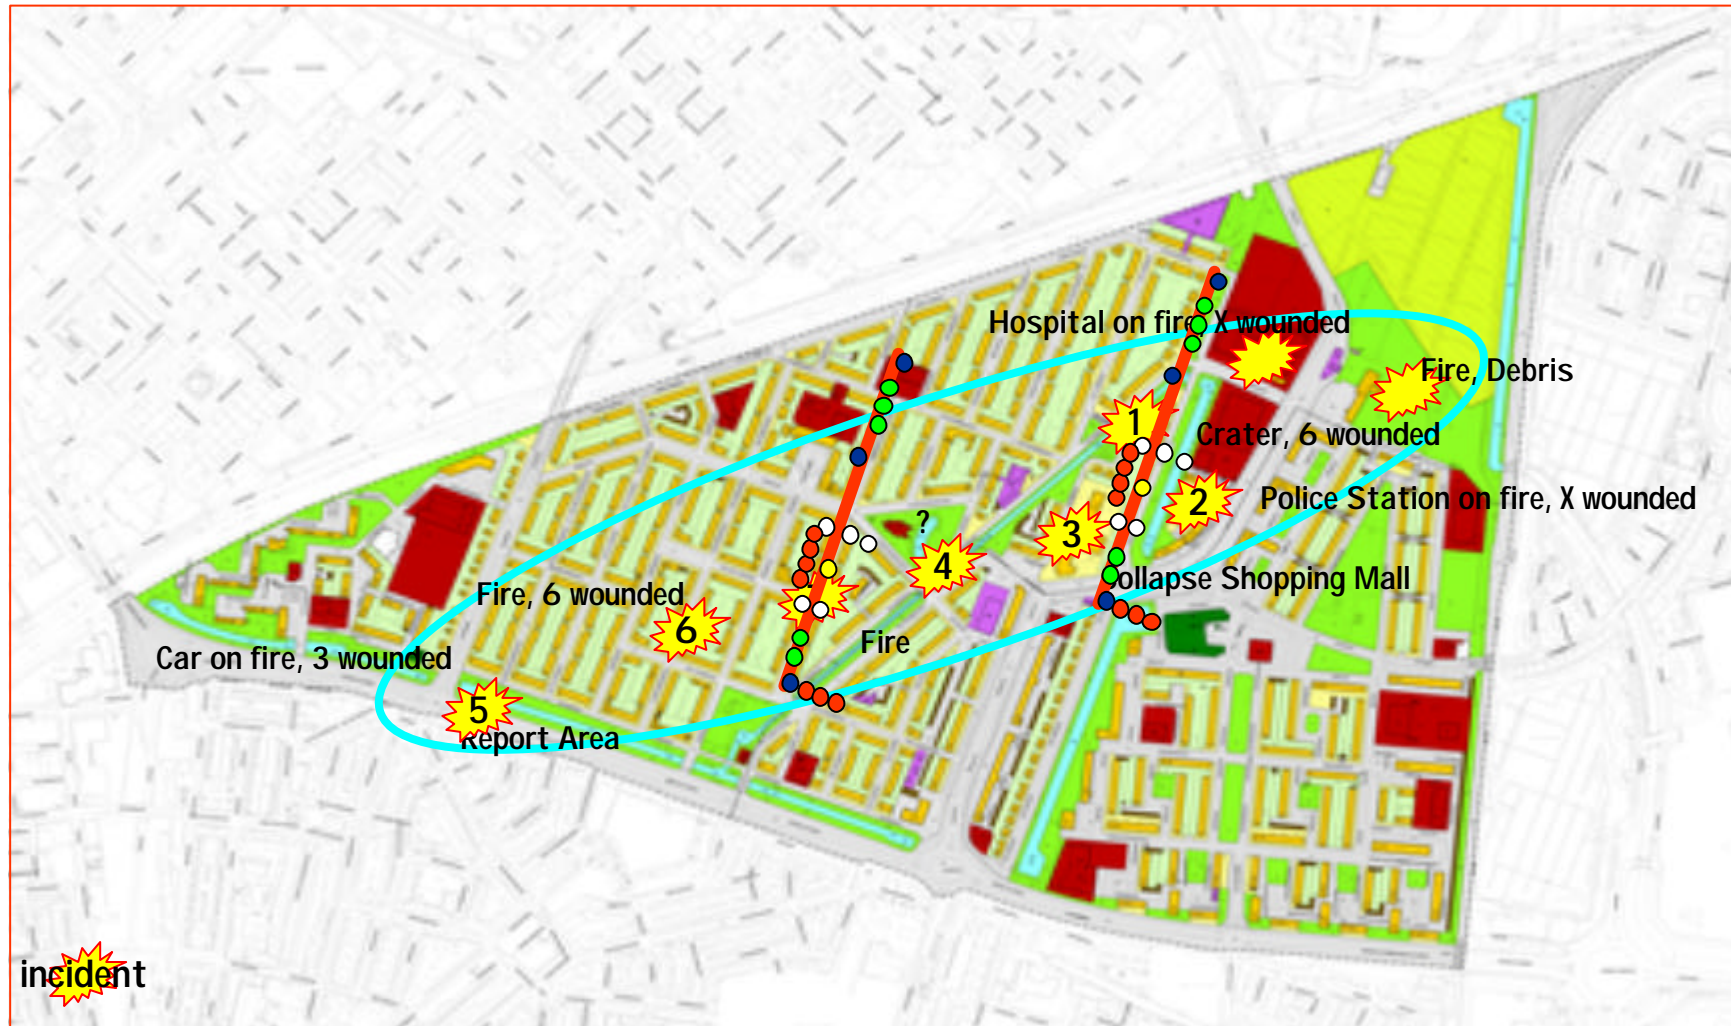 Hospital on fire, X wounded
Fire, Debris
1
Crater, 6 wounded
2
Police Station on fire, X wounded
?
3
4
Collapse Shopping Mall
Fire, 6 wounded
6
Fire
Car on fire, 3 wounded
5
Report Area
incident